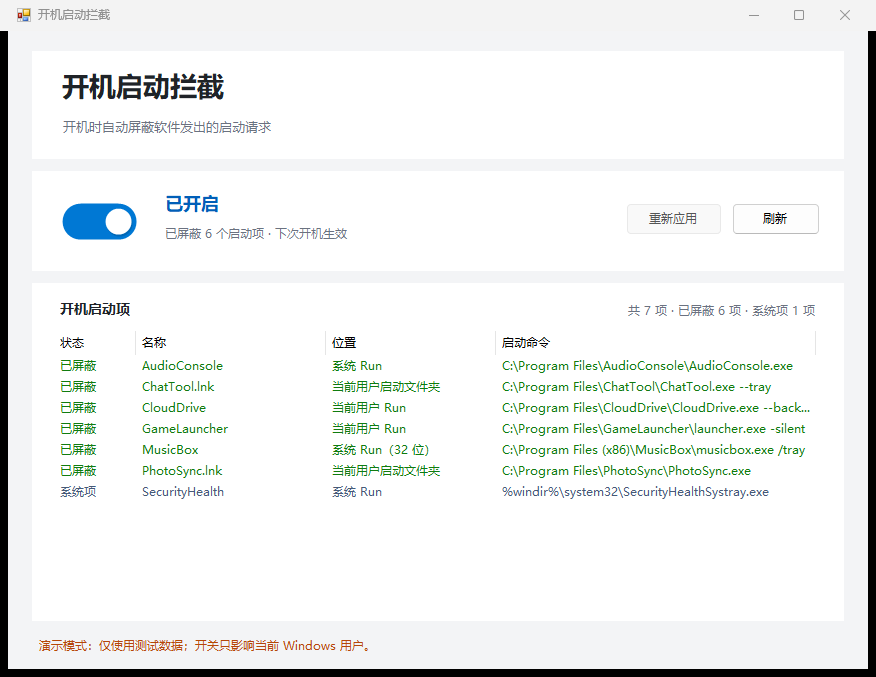 开机启动拦截
开机启动拦截
开机时自动屏蔽软件发出的启动请求
已开启
已屏蔽 6 个启动项 · 下次开机生效
重新应用 刷新
开机启动项 共 7 项 · 已屏蔽 6 项 · 系统项 1 项
状态 名称 位置 启动命令
已屏蔽 AudioConsole 系统 Run C:\Program Files\AudioConsole\AudioConsole.exe
已屏蔽 ChatTool.lnk 当前用户启动文件夹 C:\Program Files\ChatTool\ChatTool.exe --tray
已屏蔽 CloudDrive 当前用户 Run C:\Program Files\CloudDrive\CloudDrive.exe --back...
已屏蔽 GameLauncher 当前用户 Run C:\Program Files\GameLauncher\launcher.exe -silent
已屏蔽 MusicBox 系统 Run（32 位） C:\Program Files (x86)\MusicBox\musicbox.exe /tray
已屏蔽 PhotoSync.lnk 当前用户启动文件夹 C:\Program Files\PhotoSync\PhotoSync.exe
系统项 SecurityHealth 系统 Run %windir%\system32\SecurityHealthSystray.exe
演示模式：仅使用测试数据；开关只影响当前 Windows 用户。